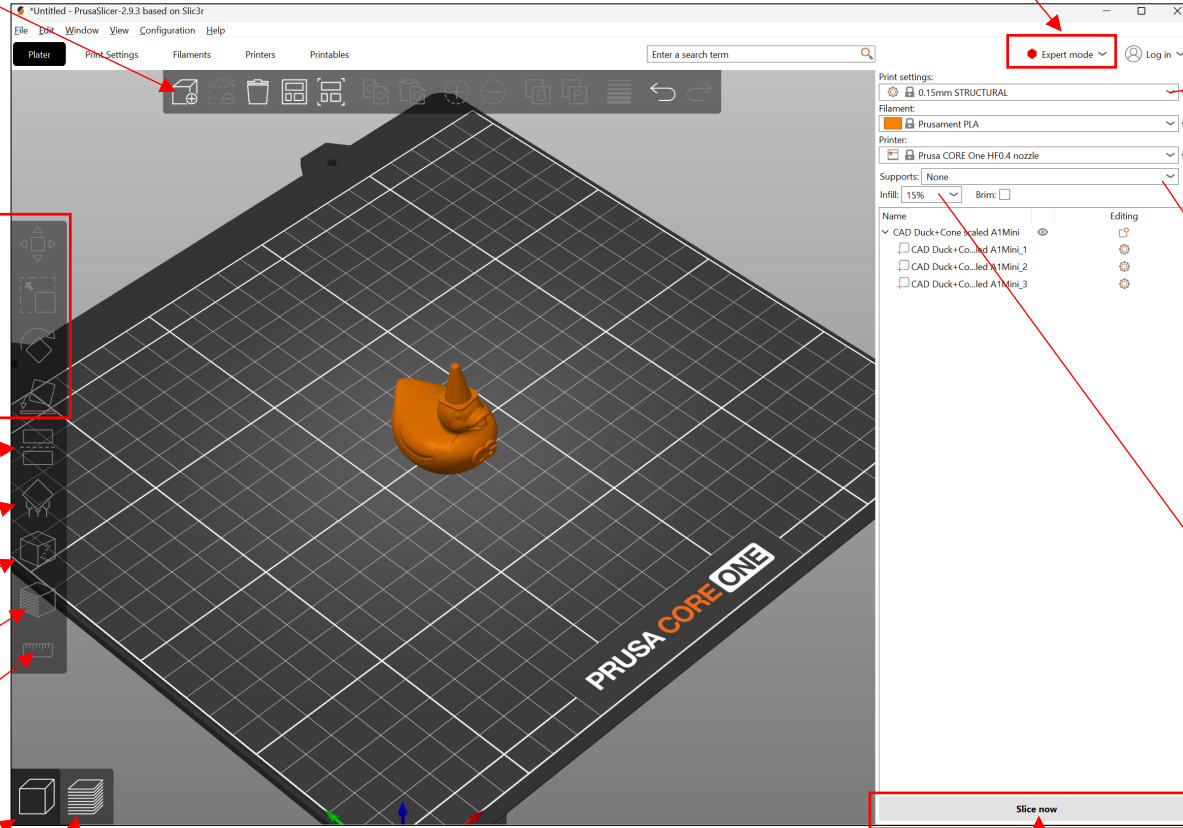 *Untitled - PrusaSlicer-2.9.3 based on Slic3r
File Edit Window View Configuration Help
Plater Print Settings Filaments Printers Printables Enter a search term Expert mode Log in
Print settings:
0.15mm STRUCTURAL
Filament:
Prusament PLA
Printer:
Prusa CORE One HF0.4 nozzle
Supports: None
Infill: 15% Brim:
Name Editing
CAD Duck+Cone scaled A1Mini
CAD Duck+Co...led A1Mini_1
CAD Duck+Co...led A1Mini_2
CAD Duck+Co...led A1Mini_3
PRUSA CORE ONE
Slice now